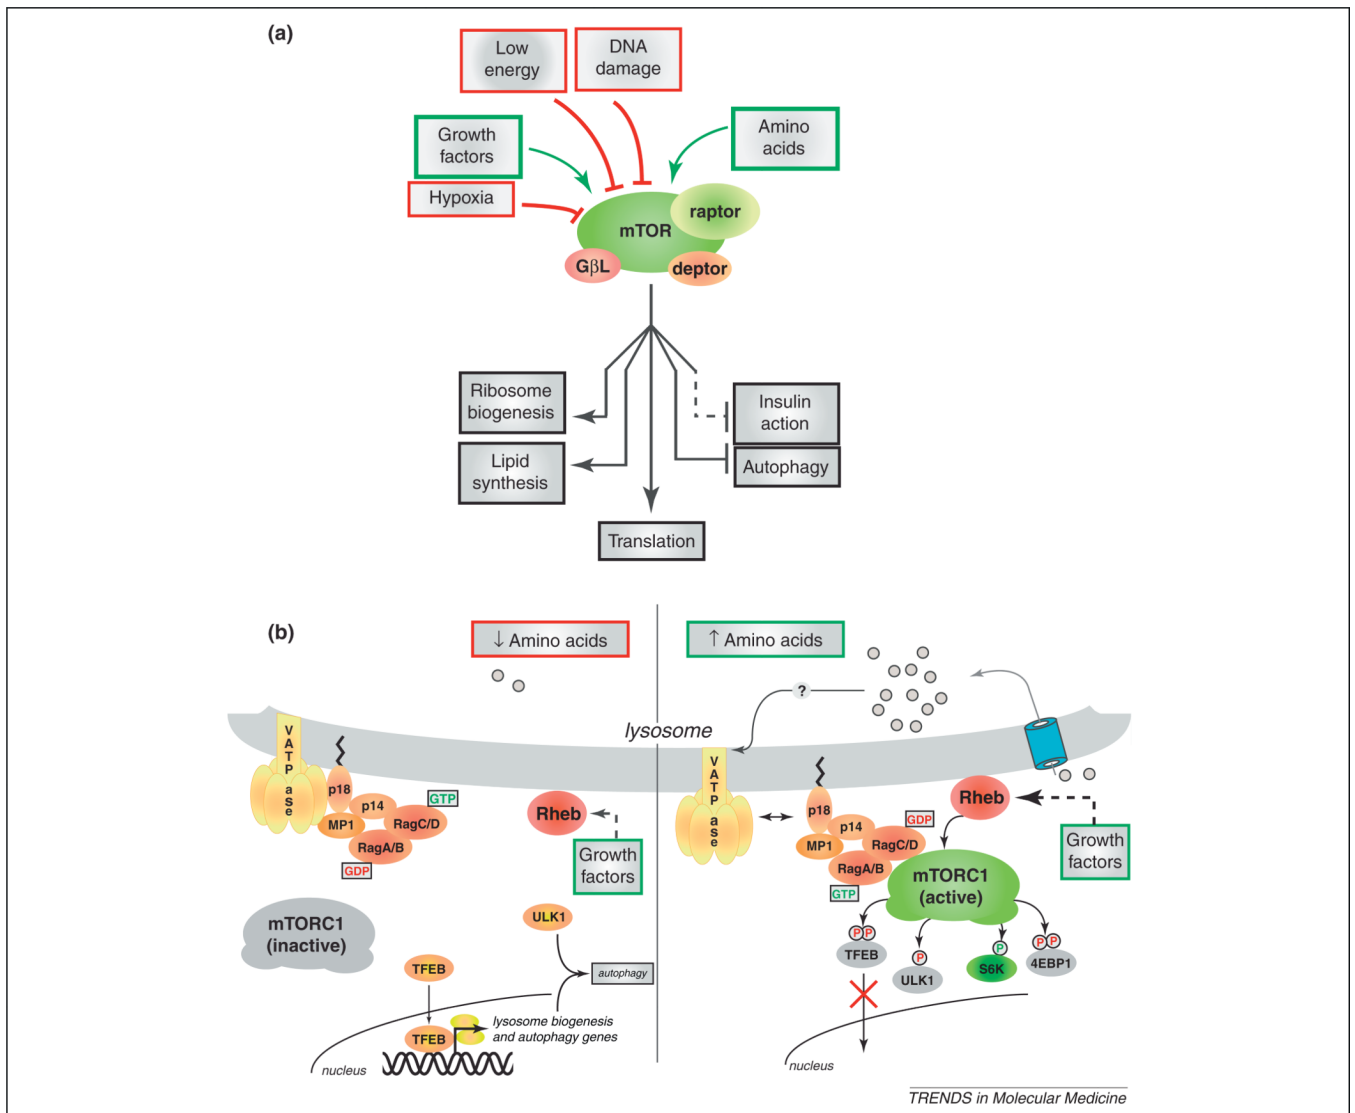 (a)
Low
energy
DNA
damage
Growth
factors
Amino
acids
Hypoxia
raptor
mTOR
GβL
deptor
Ribosome
biogenesis
Insulin
action
Lipid
synthesis
Autophagy
Translation
(b)
↓ Amino acids
↑ Amino acids
?
lysosome
V
A
T
P
a
s
e
p18
p14
GTP
MP1
RagC/D
RagA/B
GDP
Rheb
Growth
factors
mTORC1
(inactive)
ULK1
TFEB
autophagy
TFEB
lysosome biogenesis
and autophagy genes
nucleus
V
A
T
P
a
s
e
p18
p14
GDP
MP1
RagC/D
RagA/B
GTP
Rheb
Growth
factors
mTORC1
(active)
P P
TFEB
P
ULK1
P
S6K
P P
4EBP1
nucleus
TRENDS in Molecular Medicine